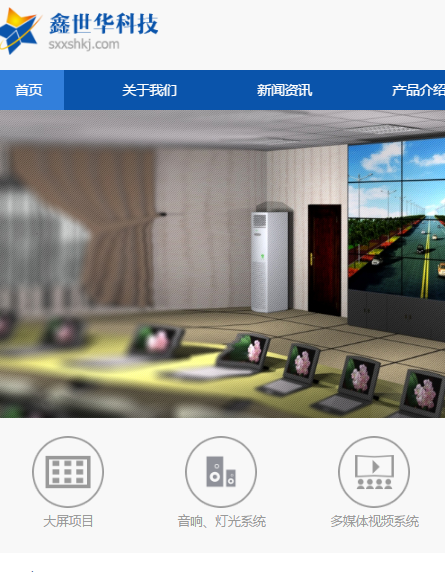 鑫世华科技
sxxshkj.com
首页 关于我们 新闻资讯 产品介绍
大屏项目 音响、灯光系统 多媒体视频系统